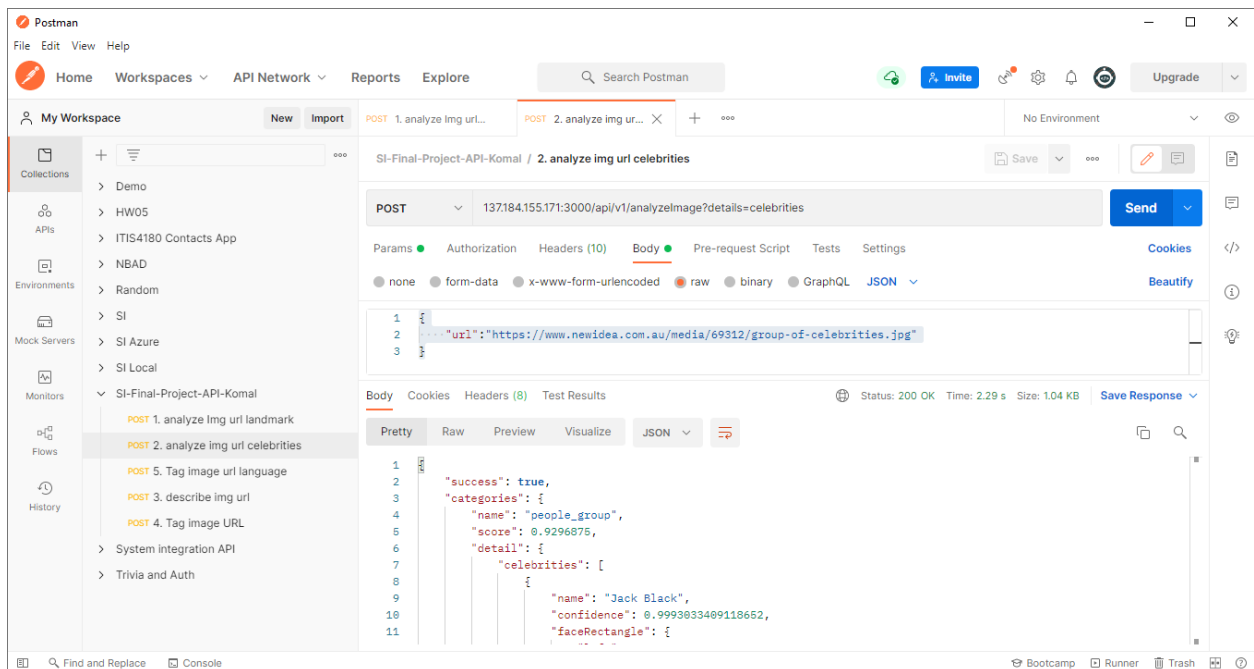 Postman
File Edit View Help
Home Workspaces API Network Reports Explore Search Postman Invite Upgrade
My Workspace New Import POST 1. analyze Img url... POST 2. analyze img ur... No Environment
Collections
APIs
Environments
Mock Servers
Monitors
Flows
History
Demo
HW05
ITIS4180 Contacts App
NBAD
Random
SI
SI Azure
SI Local
SI-Final-Project-API-Komal
POST 1. analyze Img url landmark
POST 2. analyze img url celebrities
POST 5. Tag image url language
POST 3. describe img url
POST 4. Tag image URL
System integration API
Trivia and Auth
SI-Final-Project-API-Komal / 2. analyze img url celebrities Save
POST 137.184.155.171:3000/api/v1/analyzeImage?details=celebrities Send
Params Authorization Headers (10) Body Pre-request Script Tests Settings Cookies
none form-data x-www-form-urlencoded raw binary GraphQL JSON Beautify
1 {
2 ····"url":"https://www.newidea.com.au/media/69312/group-of-celebrities.jpg"
3 }
Body Cookies Headers (8) Test Results Status: 200 OK Time: 2.29 s Size: 1.04 KB Save Response
Pretty Raw Preview Visualize JSON
1 {
2 "success": true,
3 "categories": {
4 "name": "people_group",
5 "score": 0.9296875,
6 "detail": {
7 "celebrities": [
8 {
9 "name": "Jack Black",
10 "confidence": 0.9993033409118652,
11 "faceRectangle": {
Find and Replace Console Bootcamp Runner Trash